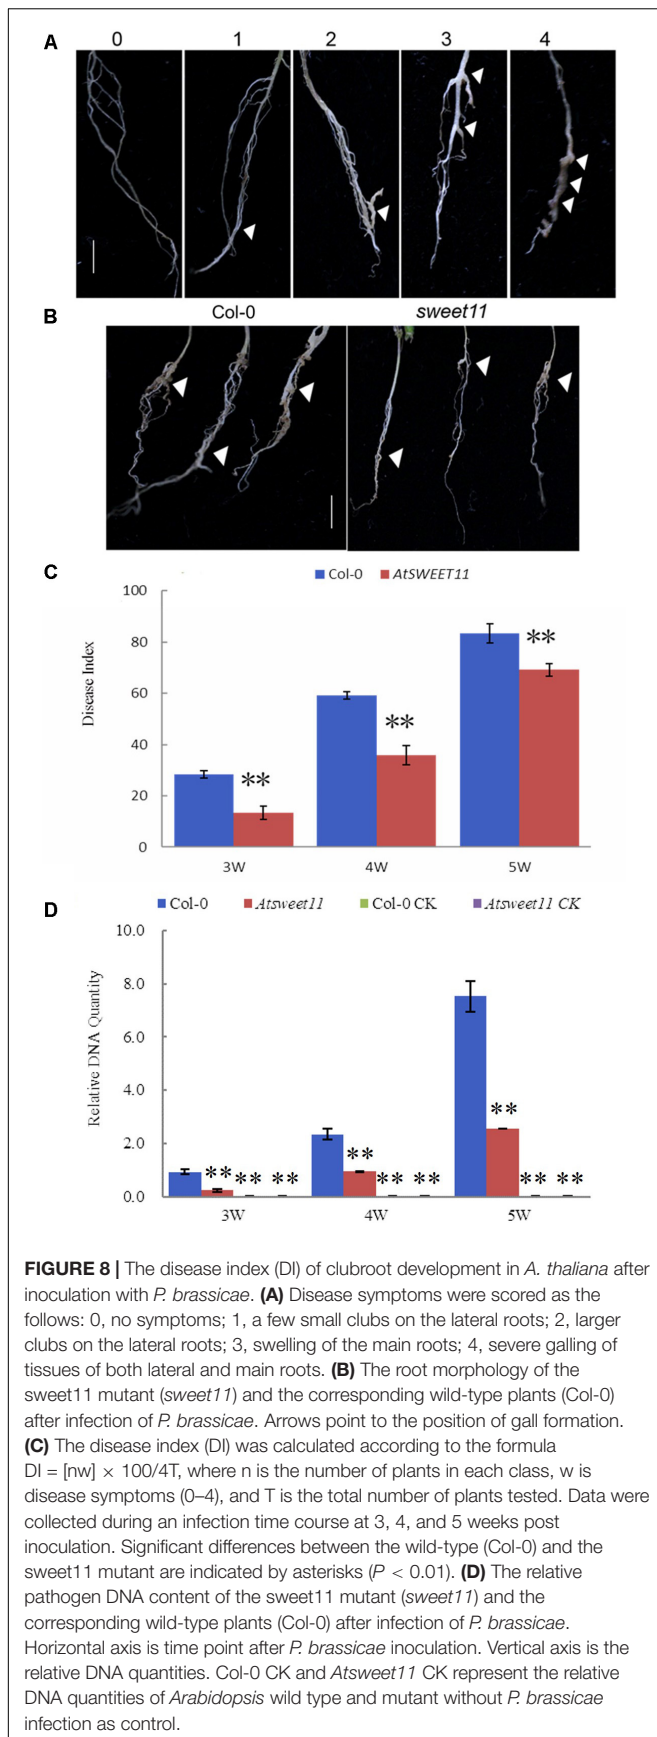 A 0 1 2 3 4
B Col-0 sweet11
C
Col-0 AtSWEET11
Disease Index
100
80
60
40
20
0
** ** **
3W 4W 5W
D
Col-0 Atsweet11 Col-0 CK Atsweet11 CK
Relative DNA Quantity
10.0
8.0
6.0
4.0
2.0
0.0
** ** ** ** ** ** ** ** **
3W 4W 5W
FIGURE 8 | The disease index (DI) of clubroot development in A. thaliana after
inoculation with P. brassicae. (A) Disease symptoms were scored as the
follows: 0, no symptoms; 1, a few small clubs on the lateral roots; 2, larger
clubs on the lateral roots; 3, swelling of the main roots; 4, severe galling of
tissues of both lateral and main roots. (B) The root morphology of the
sweet11 mutant (sweet11) and the corresponding wild-type plants (Col-0)
after infection of P. brassicae. Arrows point to the position of gall formation.
(C) The disease index (DI) was calculated according to the formula
DI = [nw] × 100/4T, where n is the number of plants in each class, w is
disease symptoms (0–4), and T is the total number of plants tested. Data were
collected during an infection time course at 3, 4, and 5 weeks post
inoculation. Significant differences between the wild-type (Col-0) and the
sweet11 mutant are indicated by asterisks (P < 0.01). (D) The relative
pathogen DNA content of the sweet11 mutant (sweet11) and the
corresponding wild-type plants (Col-0) after infection of P. brassicae.
Horizontal axis is time point after P. brassicae inoculation. Vertical axis is the
relative DNA quantities. Col-0 CK and Atsweet11 CK represent the relative
DNA quantities of Arabidopsis wild type and mutant without P. brassicae
infection as control.